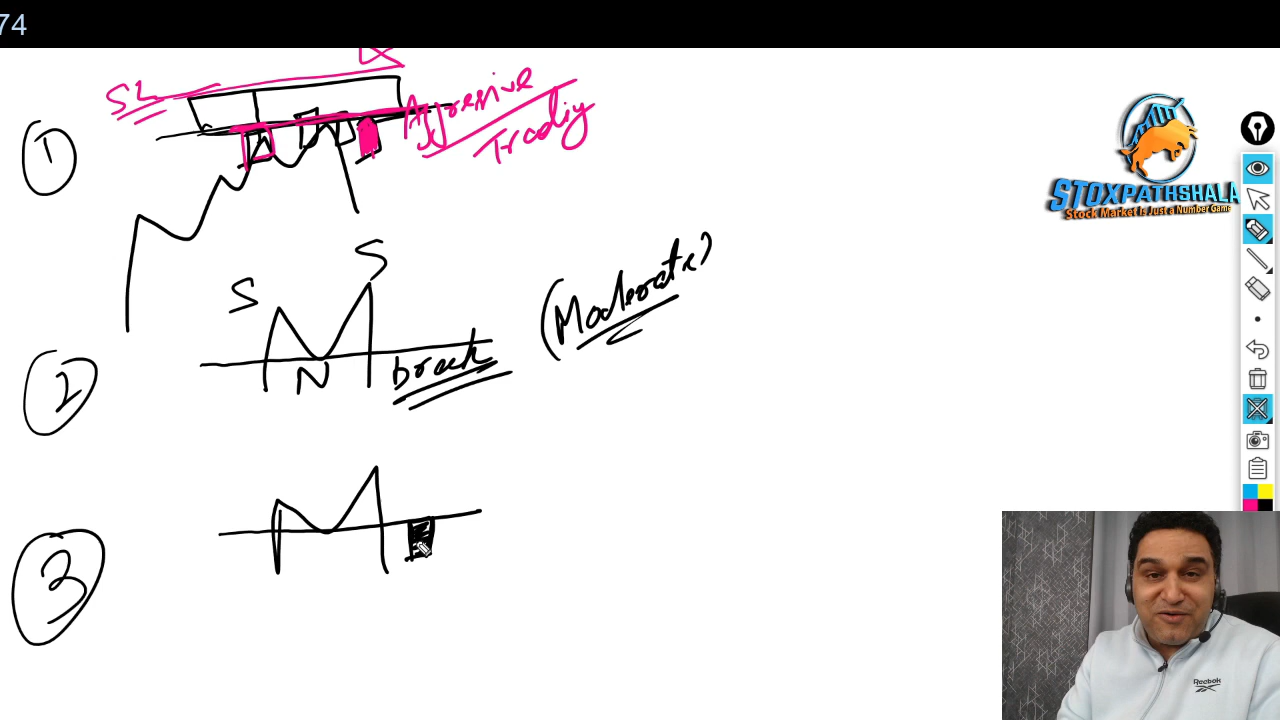 74
SL
Aggressive
Trading
1
STOXPATHSHALA
Stock Market is Just a Number Game
S
S
(Moderate)
2
N
break
3
Reebok